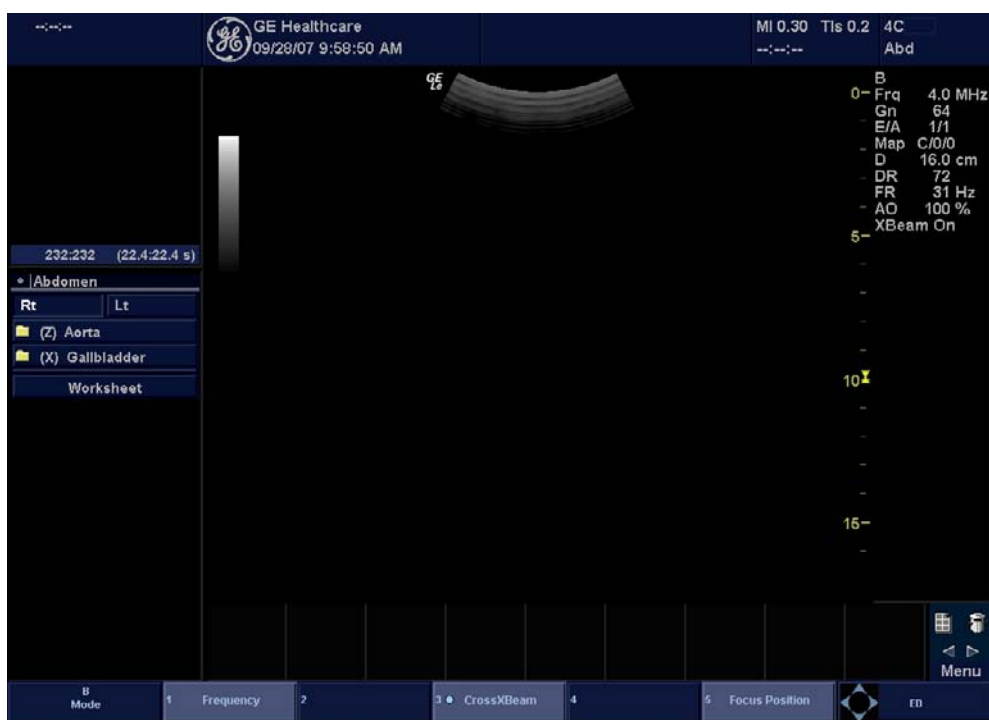 --:--:--
GE Healthcare
09/28/07 9:58:50 AM
MI 0.30 TIs 0.2
--:--:--
4C
Abd
GE
L6
B
Frq 4.0 MHz
Gn 64
E/A 1/1
Map C/0/0
D 16.0 cm
DR 72
FR 31 Hz
AO 100 %
XBeam On
0
5
10
15
232:232 (22.4:22.4 s)
Abdomen
Rt Lt
(Z) Aorta
(X) Gallbladder
Worksheet
Menu
B
Mode
1 Frequency
2
3 CrossXBeam
4
5 Focus Position
ED